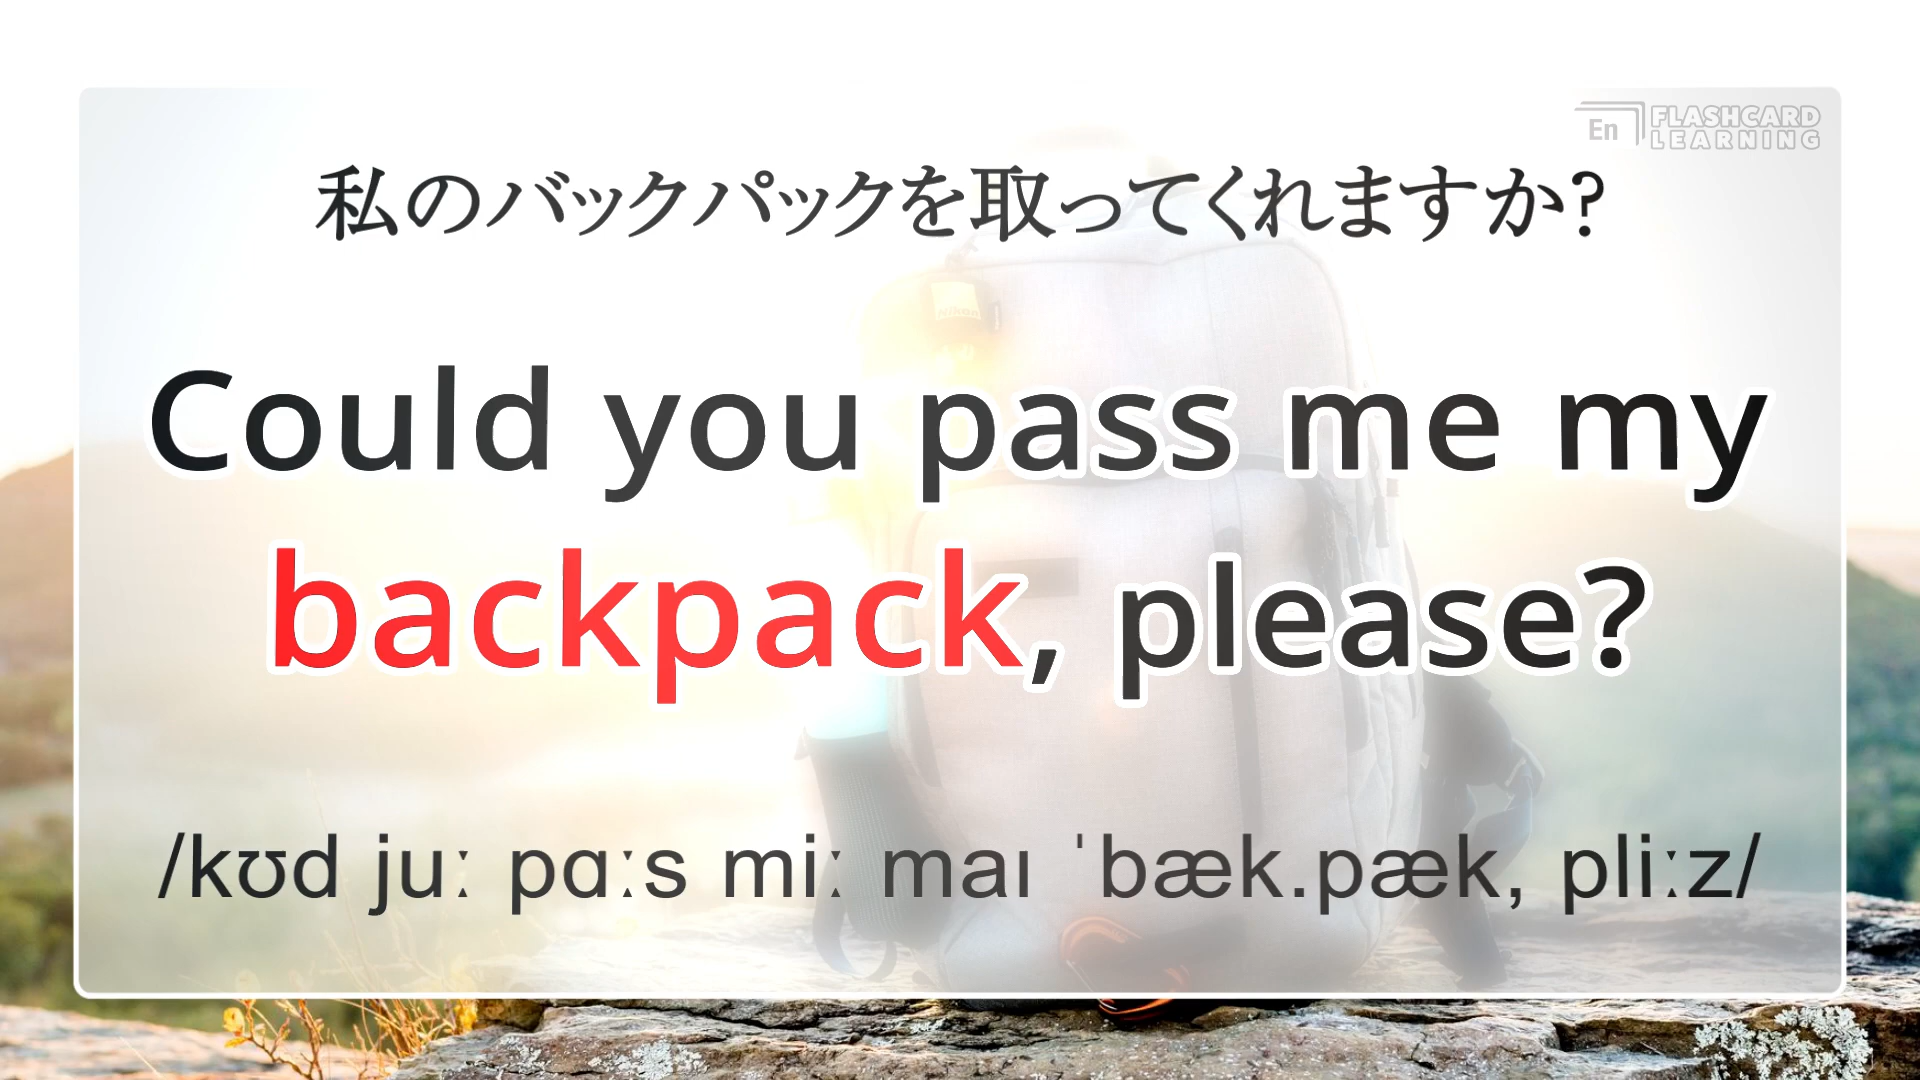 En
FLASHCARD
LEARNING
私のバックパックを取ってくれますか?
Could you pass me my
backpack, please?
/kʊd juː pɑːs miː maɪ ˈbæk.pæk, pliːz/